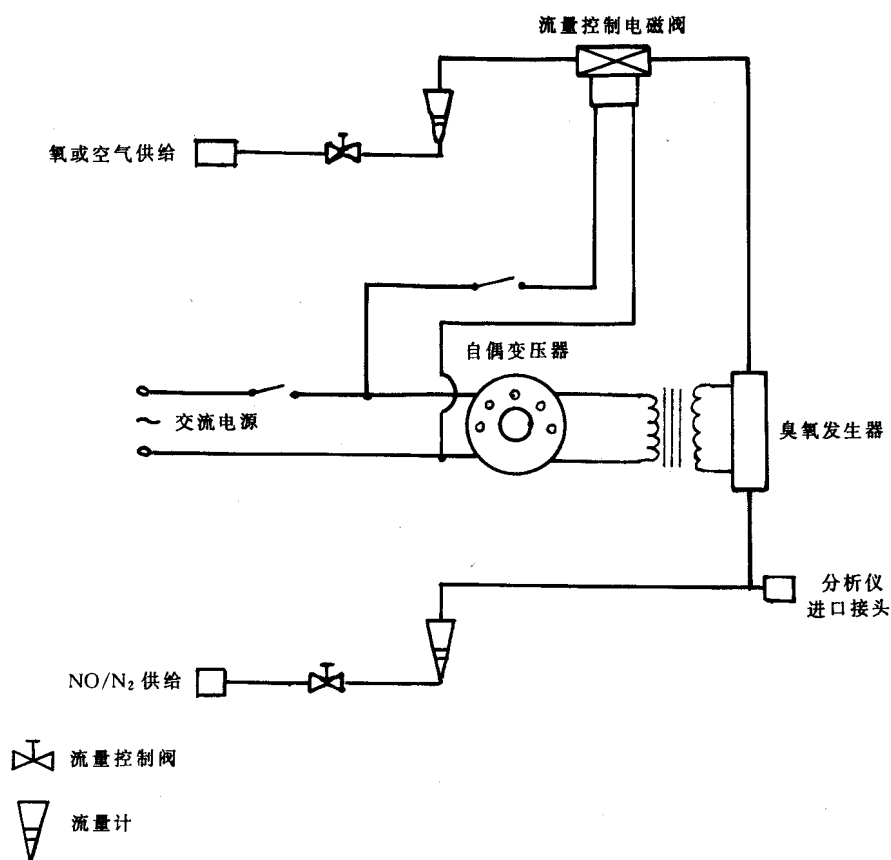 流量控制电磁阀
氧或空气供给
自偶变压器
~ 交流电源
臭氧发生器
分析仪
进口接头
NO/N₂ 供给
流量控制阀
流量计